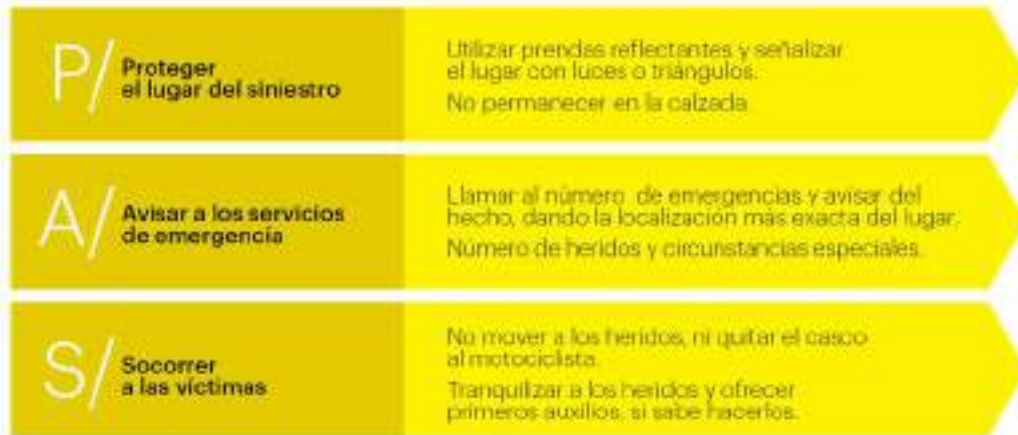 P/ Proteger
el lugar del siniestro
Utilizar prendas reflectantes y señalizar
el lugar con luces o triángulos.
No permanecer en la calzada.
A/ Avisar a los servicios
de emergencia
Llamar al número de emergencias y avisar del
hecho, dando la localización más exacta del lugar.
Número de heridos y circunstancias especiales.
S/ Socorrer
a las víctimas
No mover a los heridos, ni quitar el casco
al motociclista.
Tranquilizar a los heridos y ofrecer
primeros auxilios, si sabe hacerlos.